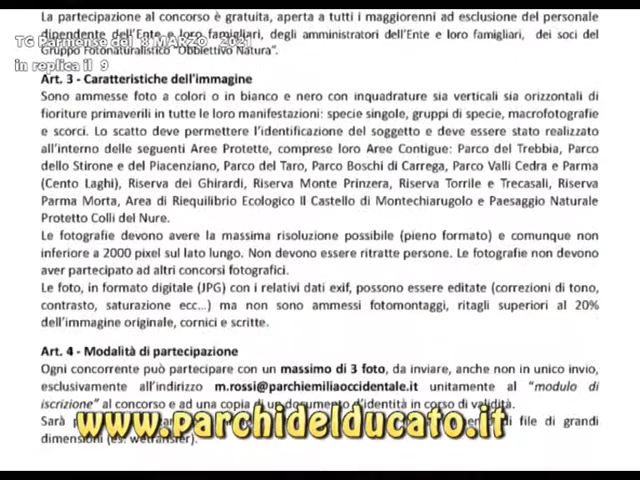 La partecipazione al concorso è gratuita, aperta a tutti i maggiorenni ad esclusione del personale
dipendente dell'Ente e loro famigliari, degli amministratori dell'Ente e loro famigliari, dei soci del
Gruppo Fotonaturalistico "Obbiettivo Natura".
TG Parmense del 8 MARZO 2021
in replica il 9
Art. 3 - Caratteristiche dell'immagine
Sono ammesse foto a colori o in bianco e nero con inquadrature sia verticali sia orizzontali di
fioriture primaverili in tutte le loro manifestazioni: specie singole, gruppi di specie, macrofotografie
e scorci. Lo scatto deve permettere l'identificazione del soggetto e deve essere stato realizzato
all'interno delle seguenti Aree Protette, comprese loro Aree Contigue: Parco del Trebbia, Parco
dello Stirone e del Piacenziano, Parco del Taro, Parco Boschi di Carrega, Parco Valli Cedra e Parma
(Cento Laghi), Riserva dei Ghirardi, Riserva Monte Prinzera, Riserva Torrile e Trecasali, Riserva
Parma Morta, Area di Riequilibrio Ecologico Il Castello di Montechiarugolo e Paesaggio Naturale
Protetto Colli del Nure.
Le fotografie devono avere la massima risoluzione possibile (pieno formato) e comunque non
inferiore a 2000 pixel sul lato lungo. Non devono essere ritratte persone. Le fotografie non devono
aver partecipato ad altri concorsi fotografici.
Le foto, in formato digitale (JPG) con i relativi dati exif, possono essere editate (correzioni di tono,
contrasto, saturazione ecc...) ma non sono ammessi fotomontaggi, ritagli superiori al 20%
dell'immagine originale, cornici e scritte.
Art. 4 - Modalità di partecipazione
Ogni concorrente può partecipare con un massimo di 3 foto, da inviare, anche non in unico invio,
esclusivamente all'indirizzo m.rossi@parchiemiliaoccidentale.it unitamente al "modulo di
iscrizione" al concorso e ad una copia di un documento d'identità in corso di validità.
Sarà di file di grandi
dimensioni (es. wetransfer).
www.parchidelducato.it